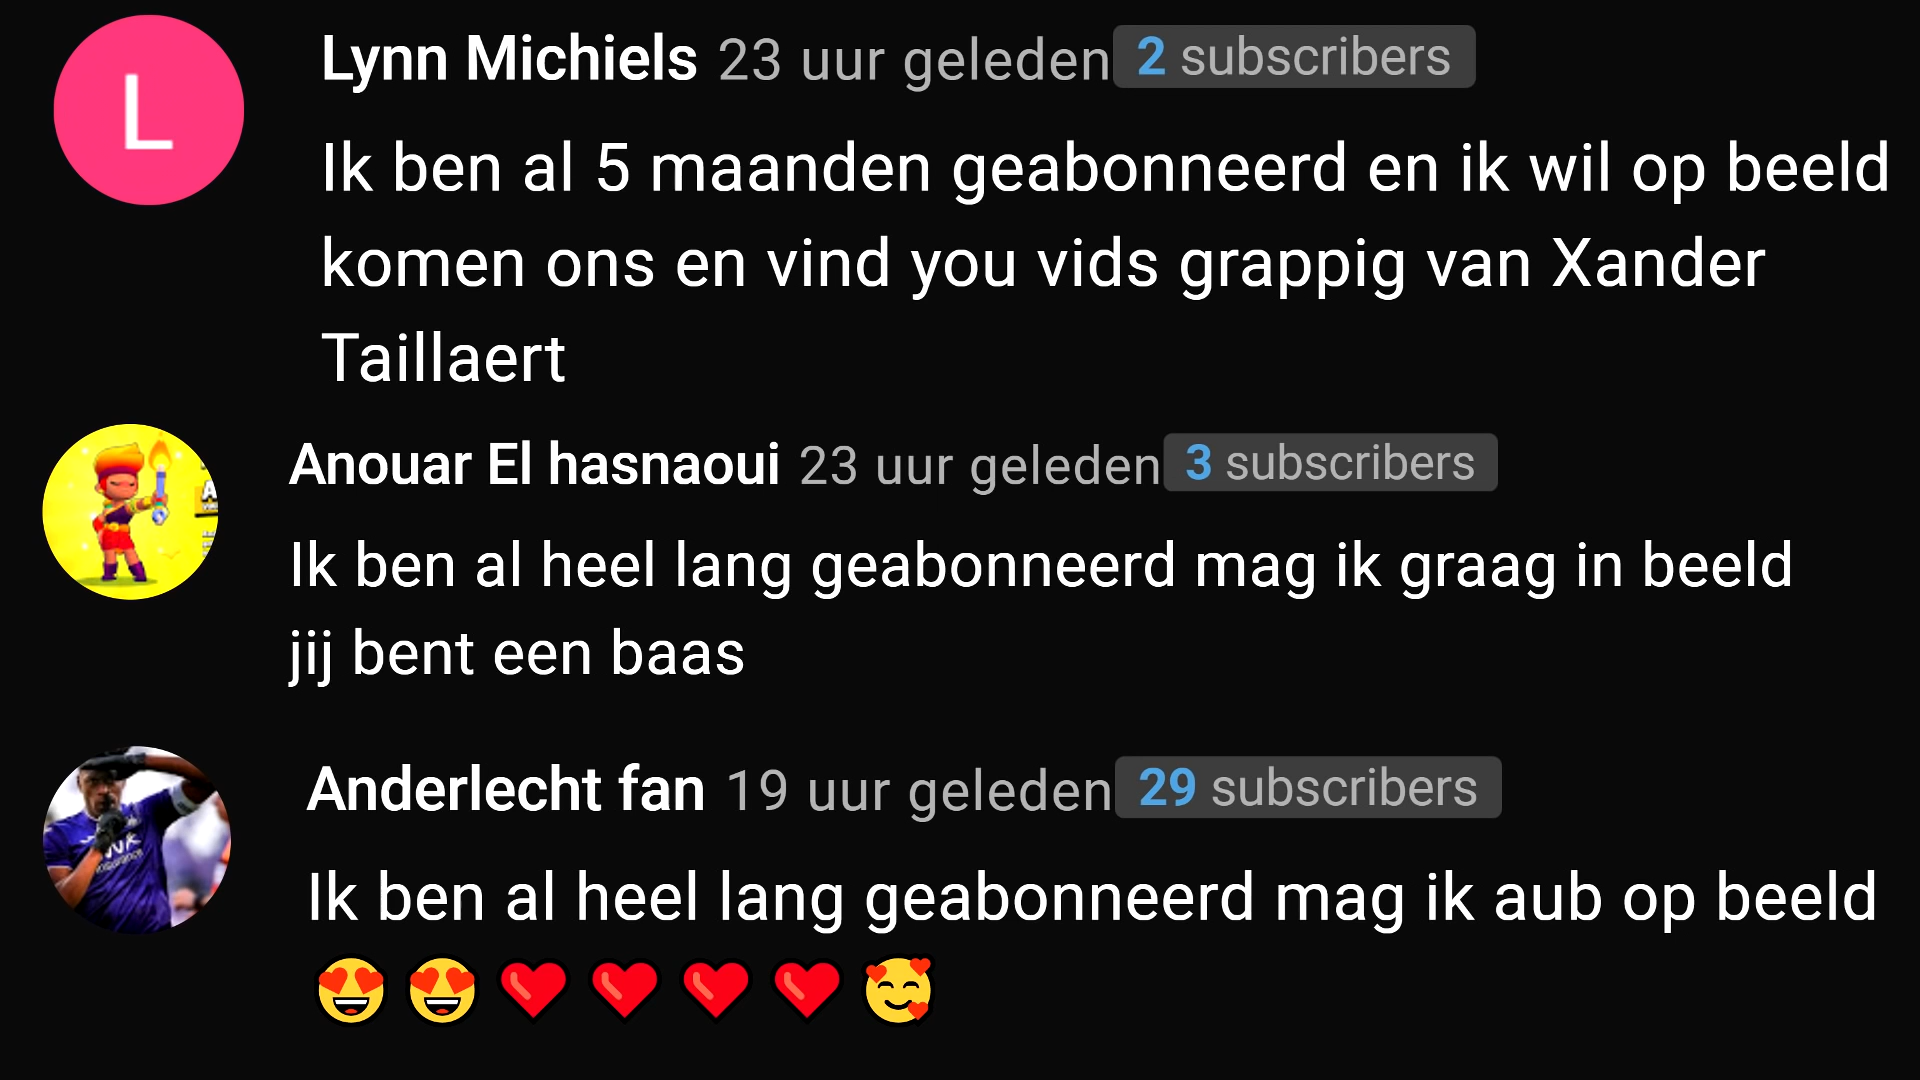 L
Lynn Michiels 23 uur geleden 2 subscribers
Ik ben al 5 maanden geabonneerd en ik wil op beeld
komen ons en vind you vids grappig van Xander
Taillaert
Anouar El hasnaoui 23 uur geleden 3 subscribers
Ik ben al heel lang geabonneerd mag ik graag in beeld
jij bent een baas
Anderlecht fan 19 uur geleden 29 subscribers
Ik ben al heel lang geabonneerd mag ik aub op beeld
😍😍❤️❤️❤️❤️🥰